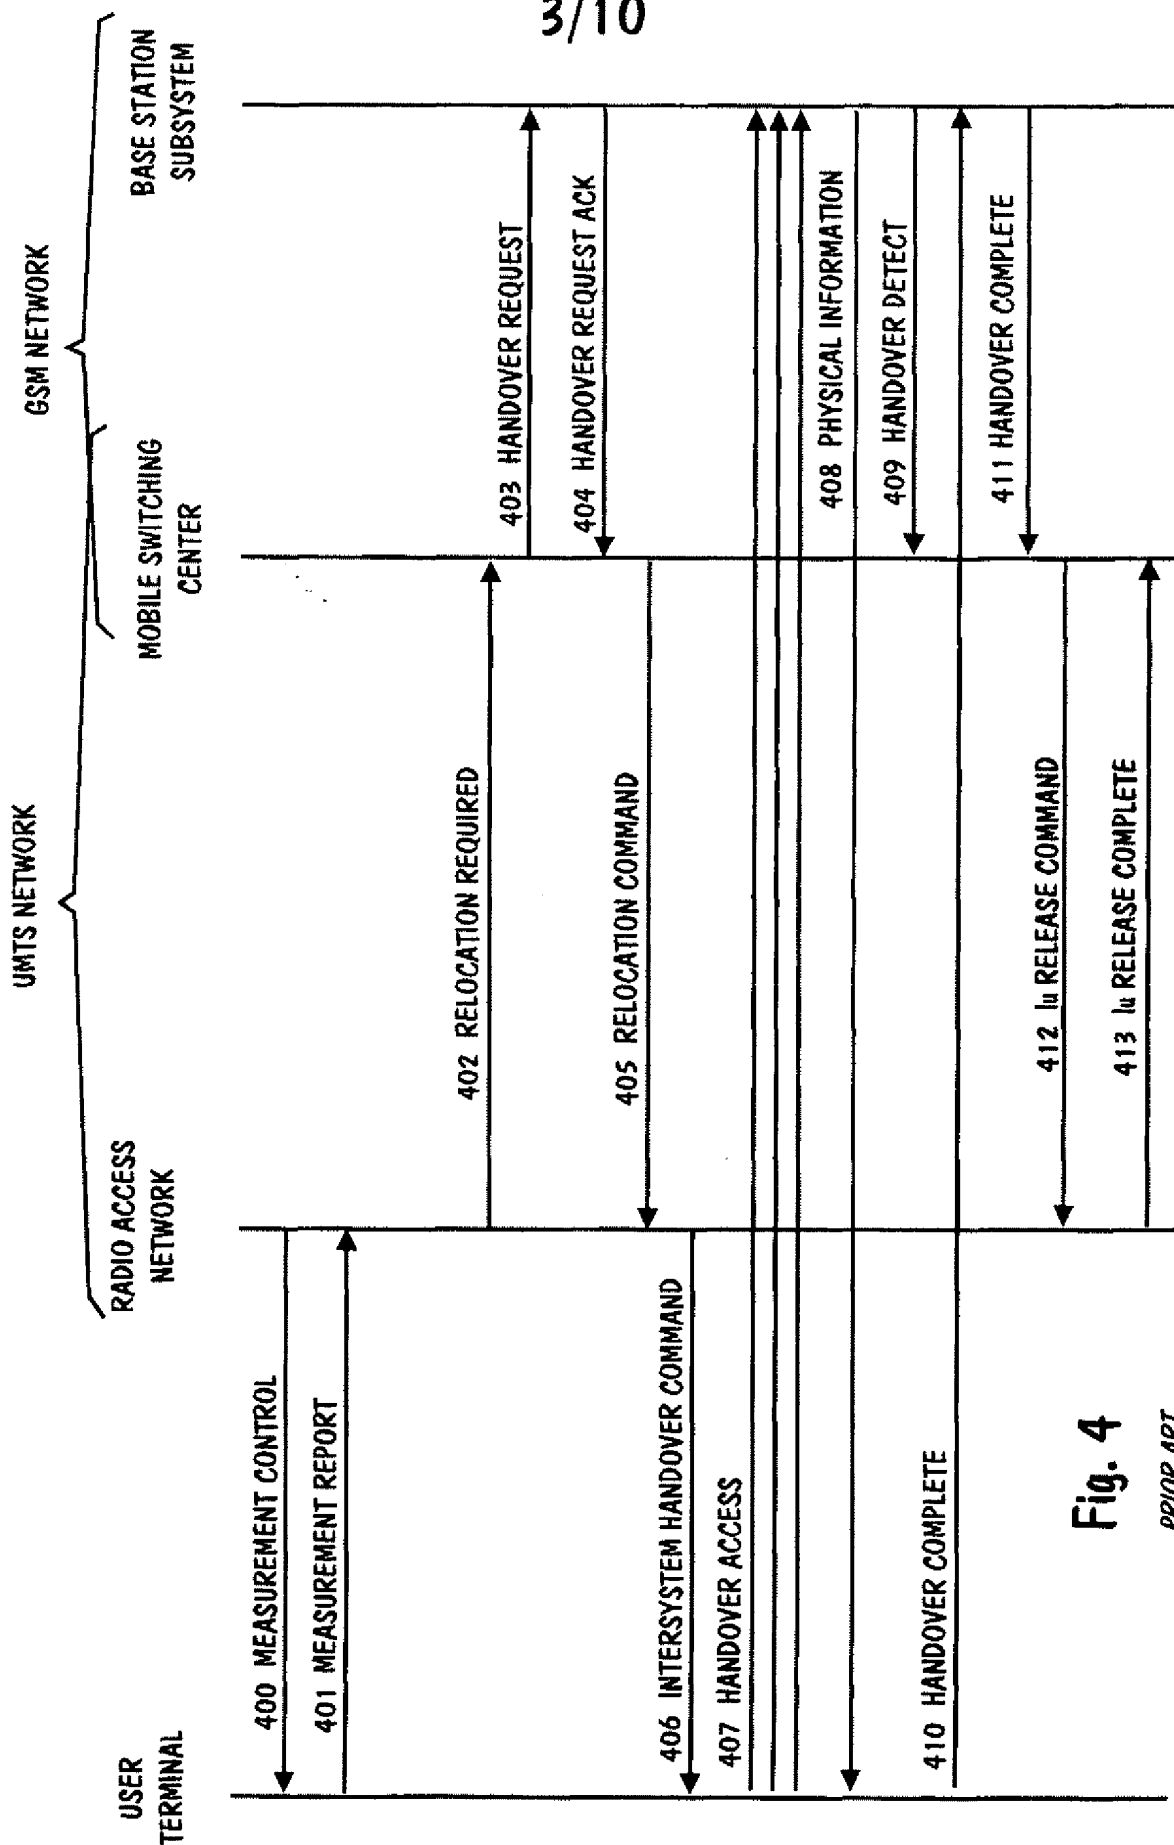 3/10
UMTS NETWORK
GSM NETWORK
USER
TERMINAL
RADIO ACCESS
NETWORK
MOBILE SWITCHING
CENTER
BASE STATION
SUBSYSTEM
400 MEASUREMENT CONTROL
401 MEASUREMENT REPORT
402 RELOCATION REQUIRED
403 HANDOVER REQUEST
404 HANDOVER REQUEST ACK
405 RELOCATION COMMAND
406 INTERSYSTEM HANDOVER COMMAND
407 HANDOVER ACCESS
408 PHYSICAL INFORMATION
409 HANDOVER DETECT
410 HANDOVER COMPLETE
411 HANDOVER COMPLETE
412 Iu RELEASE COMMAND
413 Iu RELEASE COMPLETE
Fig. 4
PRIOR ART